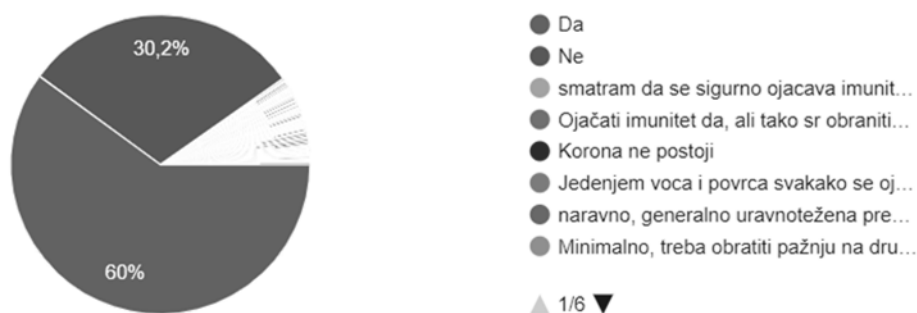 30,2%
60%
Da
Ne
smatram da se sigurno ojacava imunit...
Ojačati imunitet da, ali tako sr obraniti...
Korona ne postoji
Jedenjem voca i povrca svakako se oj...
naravno, generalno uravnotežena pre...
Minimalno, treba obratiti pažnju na dru...
1/6